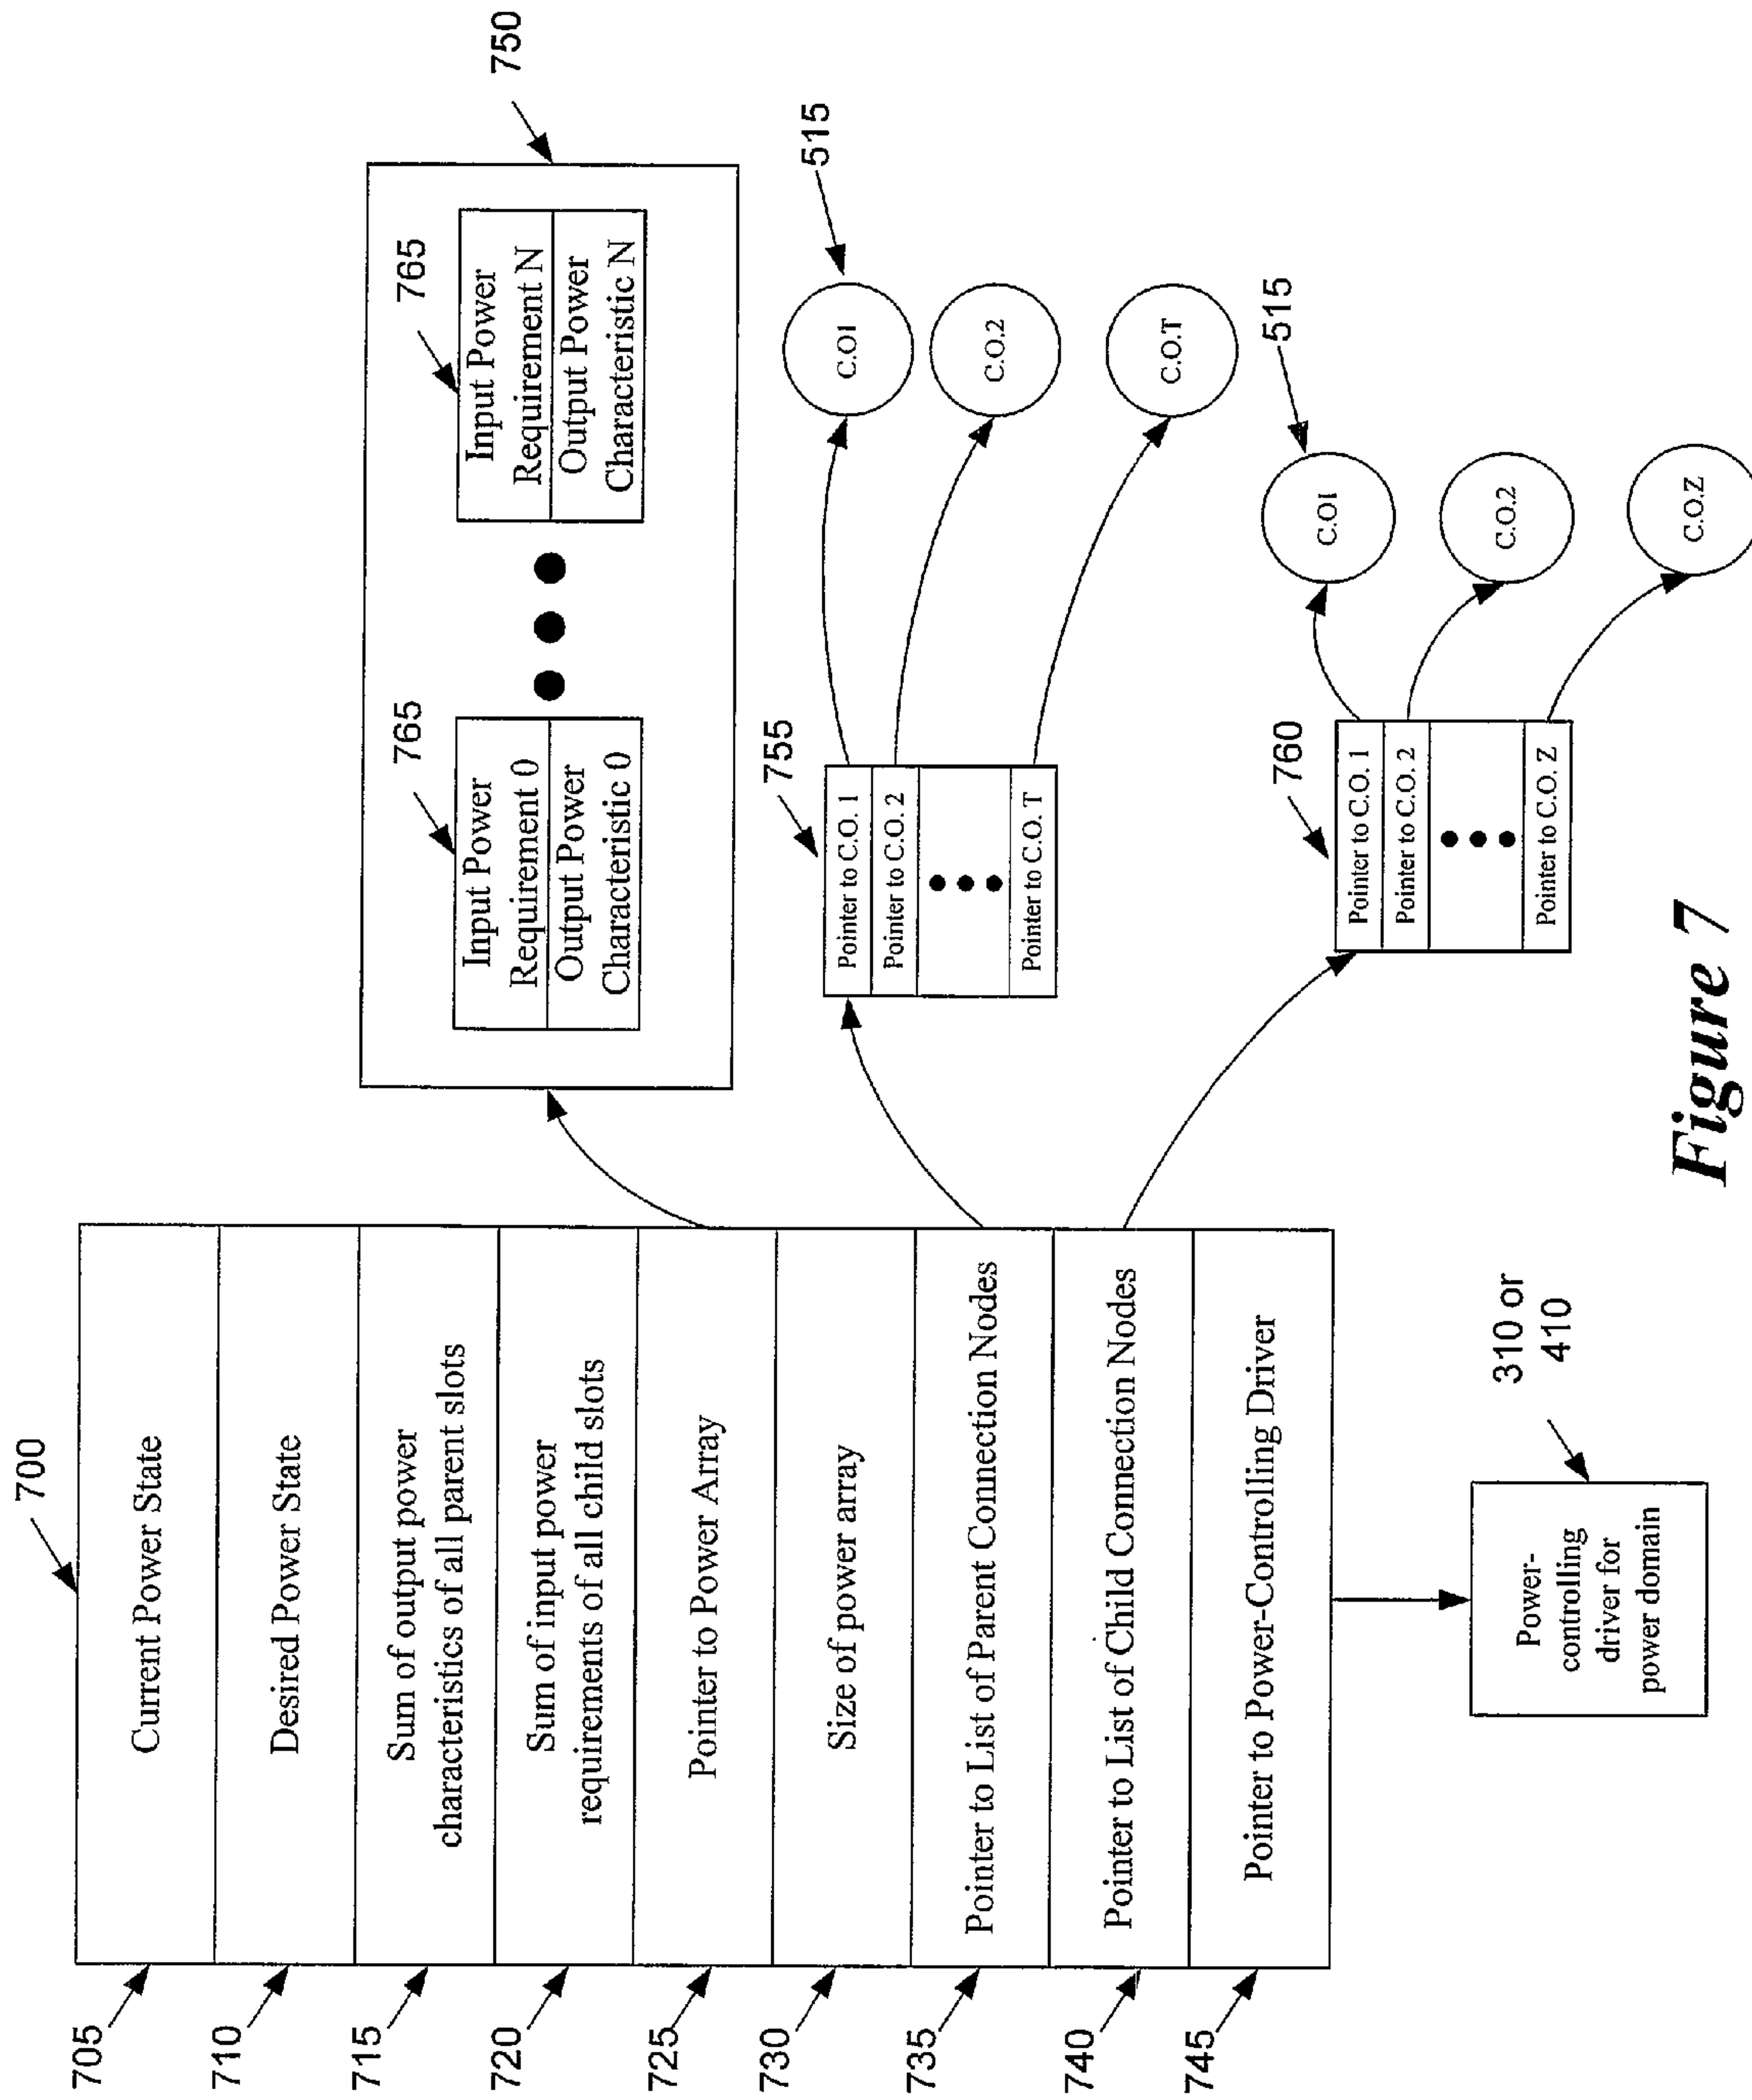 700
705
Current Power State
710
Desired Power State
715
Sum of output power
characteristics of all parent slots
720
Sum of input power
requirements of all child slots
725
Pointer to Power Array
730
Size of power array
735
Pointer to List of Parent Connection Nodes
740
Pointer to List of Child Connection Nodes
745
Pointer to Power-Controlling Driver
Power-
controlling
driver for
power domain
310 or
410
750
765
Input Power
Requirement 0
Output Power
Characteristic 0
765
Input Power
Requirement N
Output Power
Characteristic N
755
Pointer to C.O. 1
Pointer to C.O. 2
Pointer to C.O. T
515
C.O1
C.O.2
C.O.T
760
Pointer to C.O. 1
Pointer to C.O. 2
Pointer to C.O. Z
515
C.O1
C.O.2
C.O.Z
Figure 7